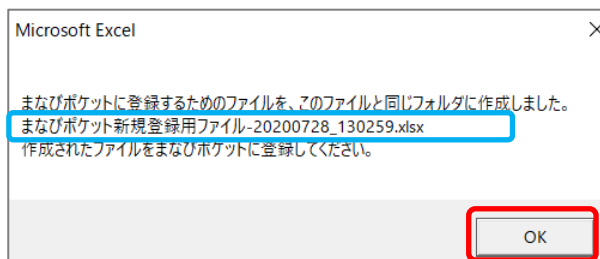 Microsoft Excel
まなびポケットに登録するためのファイルを、このファイルと同じフォルダに作成しました。
まなびポケット新規登録用ファイル-20200728_130259.xlsx
作成されたファイルをまなびポケットに登録してください。
OK